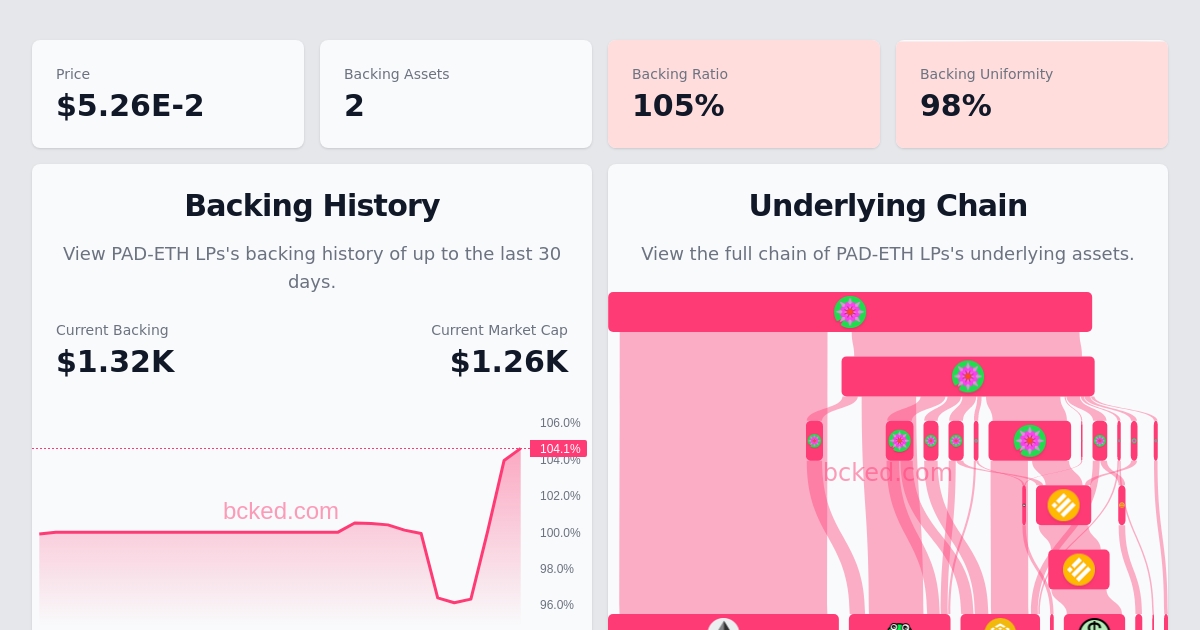 Price
$5.26E-2
Backing Assets
2
Backing Ratio
105%
Backing Uniformity
98%
Backing History
View PAD-ETH LPs's backing history of up to the last 30
days.
Current Backing
$1.32K
Current Market Cap
$1.26K
106.0%
104.1%
104.0%
102.0%
100.0%
98.0%
96.0%
bcked.com
Underlying Chain
View the full chain of PAD-ETH LPs's underlying assets.
bcked.com